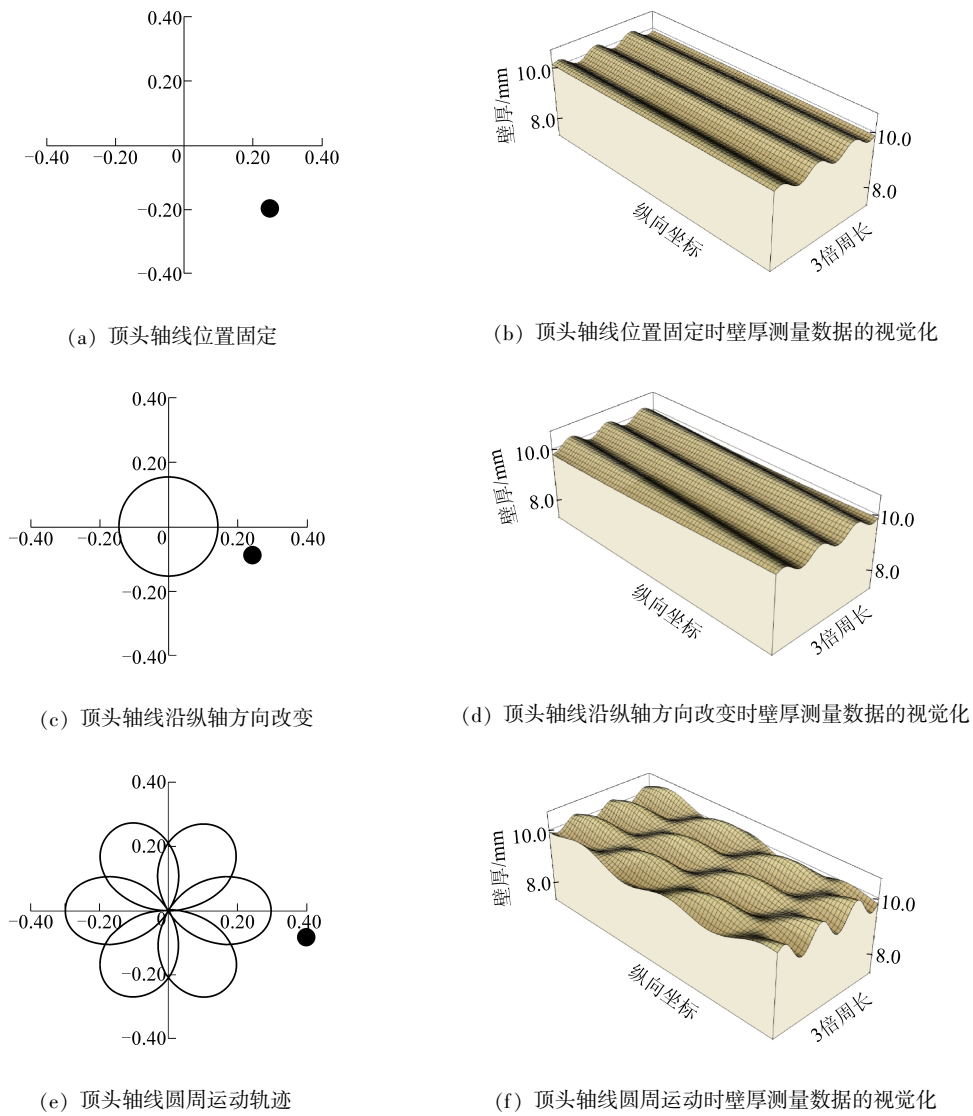 0.40
0.20
−0.40
−0.20
0
0.20
0.40
−0.20
−0.40
壁厚/mm
10.0
8.0
10.0
8.0
纵向坐标
3倍周长
(a) 顶头轴线位置固定
(b) 顶头轴线位置固定时壁厚测量数据的视觉化
0.40
0.20
−0.40
−0.20
0
0.20
0.40
−0.20
−0.40
壁厚/mm
10.0
8.0
10.0
8.0
纵向坐标
3倍周长
(c) 顶头轴线沿纵轴方向改变
(d) 顶头轴线沿纵轴方向改变时壁厚测量数据的视觉化
0.40
0.20
−0.40
−0.20
0
0.20
0.40
−0.20
−0.40
壁厚/mm
10.0
8.0
10.0
8.0
纵向坐标
3倍周长
(e) 顶头轴线圆周运动轨迹
(f) 顶头轴线圆周运动时壁厚测量数据的视觉化